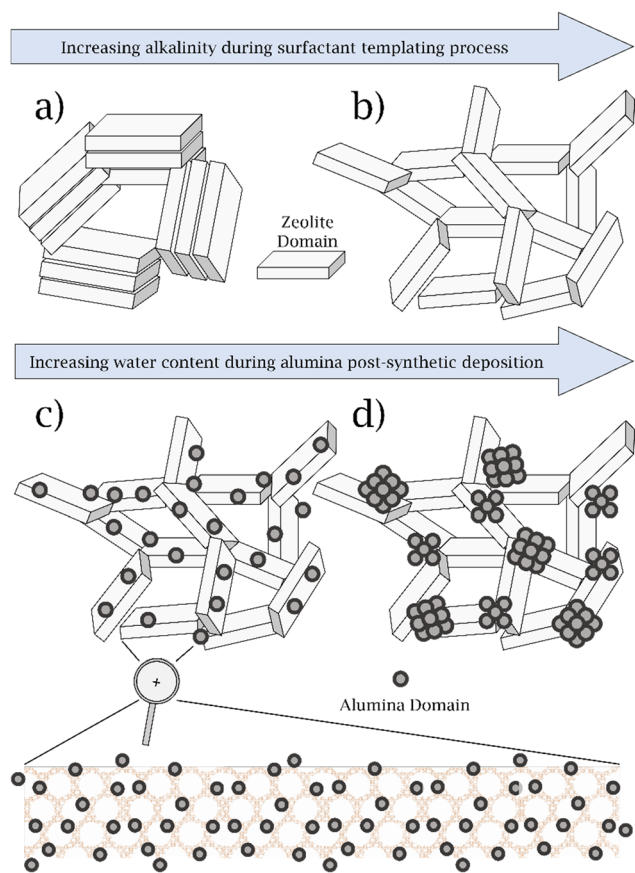 Increasing alkalinity during surfactant templating process
a)
b)
Zeolite
Domain
Increasing water content during alumina post-synthetic deposition
c)
d)
Alumina Domain